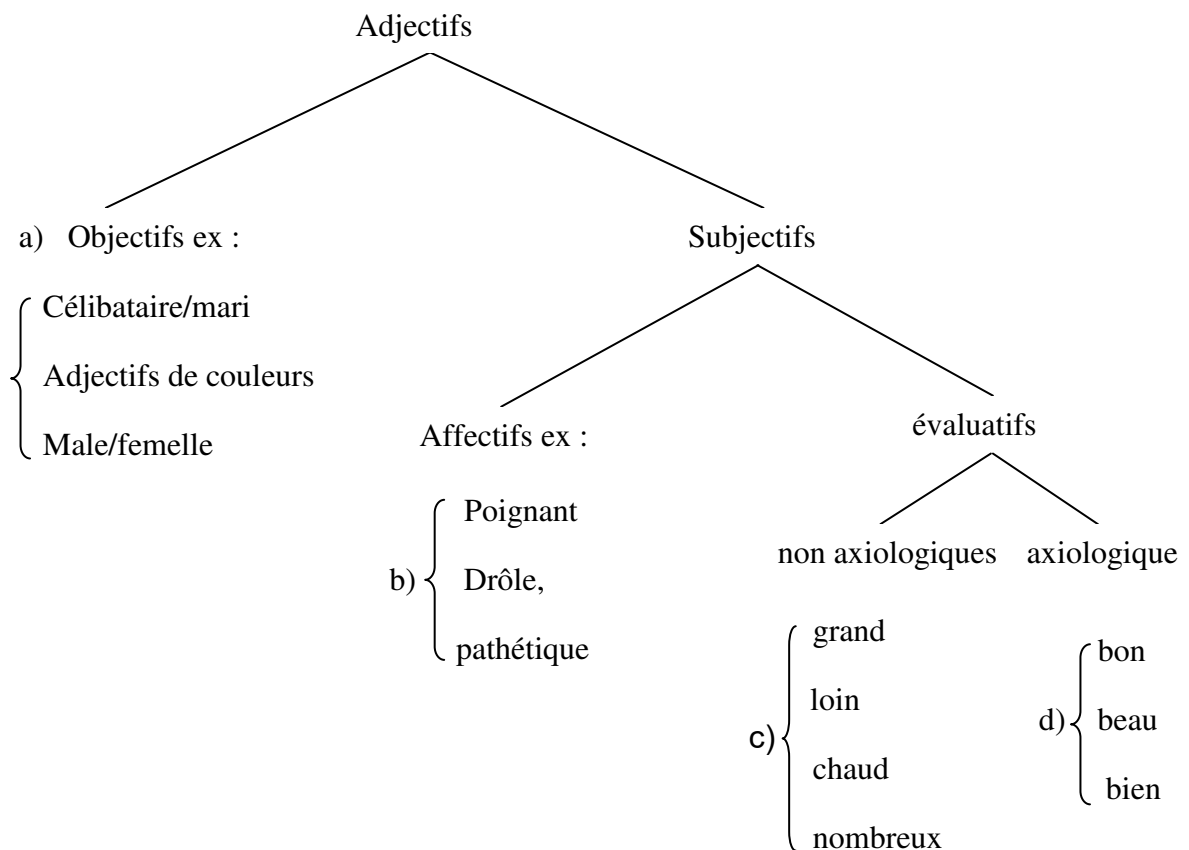 Adjectifs
a) Objectifs ex :
Subjectifs
Célibataire/mari
Adjectifs de couleurs
Male/femelle
Affectifs ex :
évaluatifs
b)
Poignant
Drôle,
pathétique
non axiologiques
axiologique
c)
grand
loin
chaud
nombreux
d)
bon
beau
bien